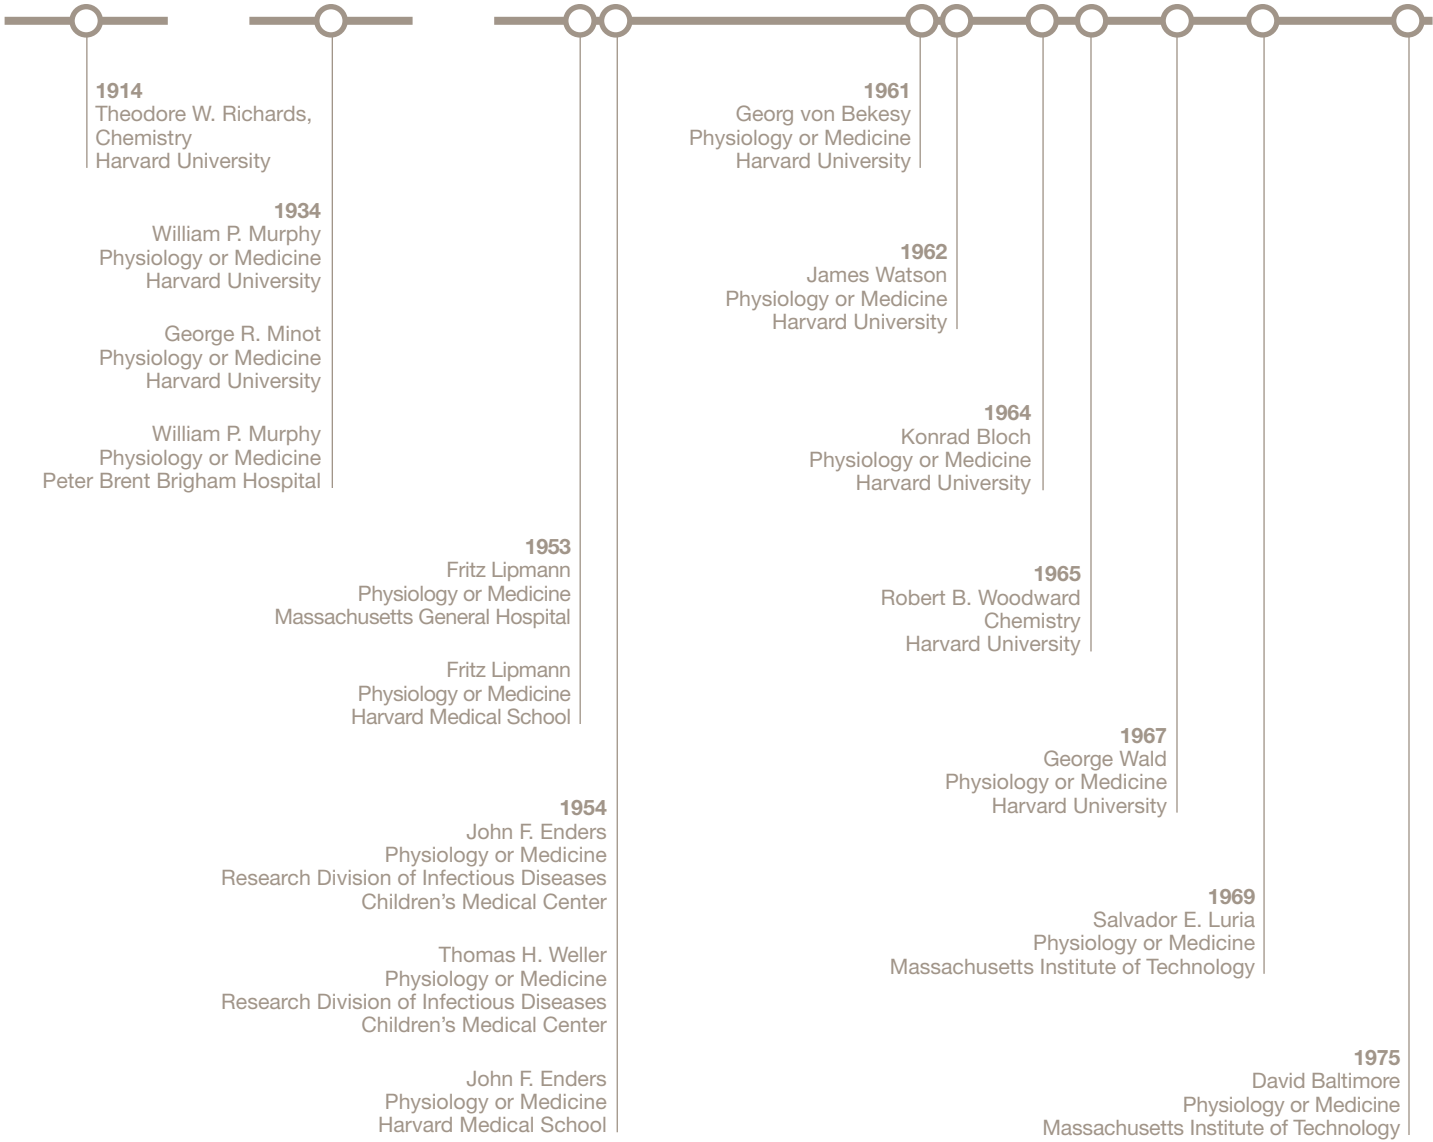 1914
Theodore W. Richards,
Chemistry
Harvard University
1934
William P. Murphy
Physiology or Medicine
Harvard University
George R. Minot
Physiology or Medicine
Harvard University
William P. Murphy
Physiology or Medicine
Peter Brent Brigham Hospital
1953
Fritz Lipmann
Physiology or Medicine
Massachusetts General Hospital
Fritz Lipmann
Physiology or Medicine
Harvard Medical School
1954
John F. Enders
Physiology or Medicine
Research Division of Infectious Diseases
Children’s Medical Center
Thomas H. Weller
Physiology or Medicine
Research Division of Infectious Diseases
Children’s Medical Center
John F. Enders
Physiology or Medicine
Harvard Medical School
1961
Georg von Bekesy
Physiology or Medicine
Harvard University
1962
James Watson
Physiology or Medicine
Harvard University
1964
Konrad Bloch
Physiology or Medicine
Harvard University
1965
Robert B. Woodward
Chemistry
Harvard University
1967
George Wald
Physiology or Medicine
Harvard University
1969
Salvador E. Luria
Physiology or Medicine
Massachusetts Institute of Technology
1975
David Baltimore
Physiology or Medicine
Massachusetts Institute of Technology